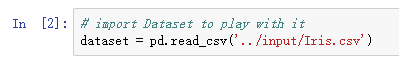 In [2]: # import Dataset to play with it
dataset = pd.read_csv('../input/Iris.csv')